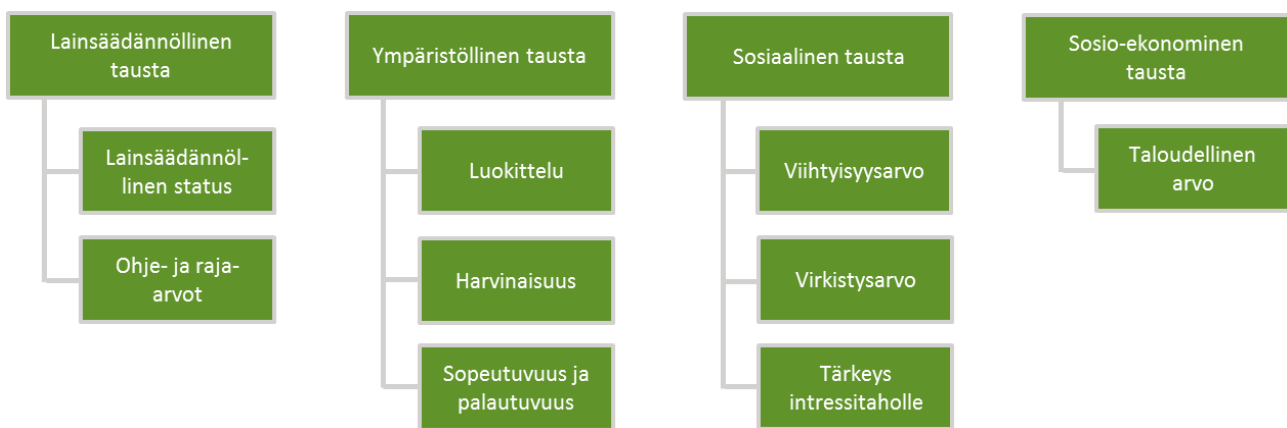 Lainsäädännöllinen
tausta
Lainsäädännöl-
linen status
Ohje- ja raja-
arvot
Ympäristöllinen tausta
Luokittelu
Harvinaisuus
Sopeutuvuus ja
palautuvuus
Sosiaalinen tausta
Viihtyisyysarvo
Virkistysarvo
Tärkeys
intressitaholle
Sosio-ekonominen
tausta
Taloudellinen
arvo